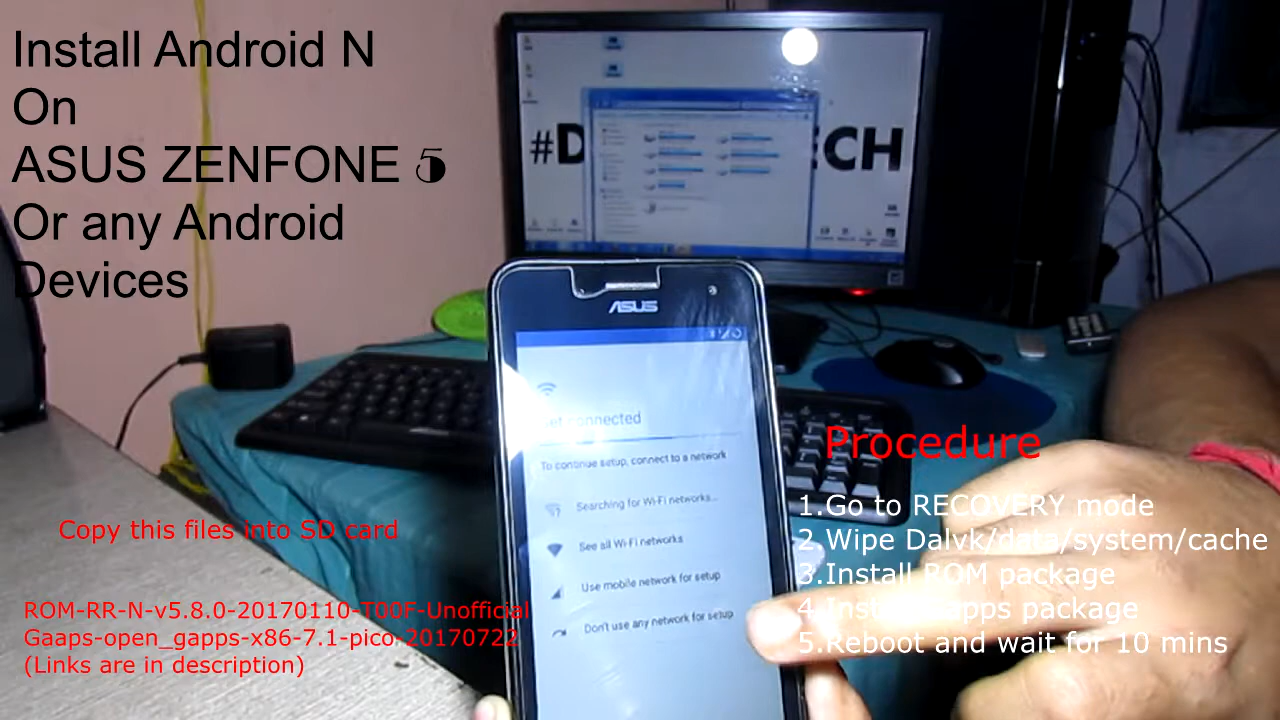 Install Android N
On
ASUS ZENFONE 5
Or any Android
Devices
#D
ECH
ASUS
Get connected
To continue setup, connect to a network
Searching for Wi-Fi networks...
See all Wi-Fi networks
Use mobile network for setup
Don't use any network for setup
Copy this files into SD card
ROM-RR-N-v5.8.0-20170110-T00F-Unofficial
Gaaps-open_gapps-x86-7.1-pico-20170722
(Links are in description)
Procedure
1.Go to RECOVERY mode
2.Wipe Dalvk/data/system/cache
3.Install ROM package
4.Install Gapps package
5.Reboot and wait for 10 mins